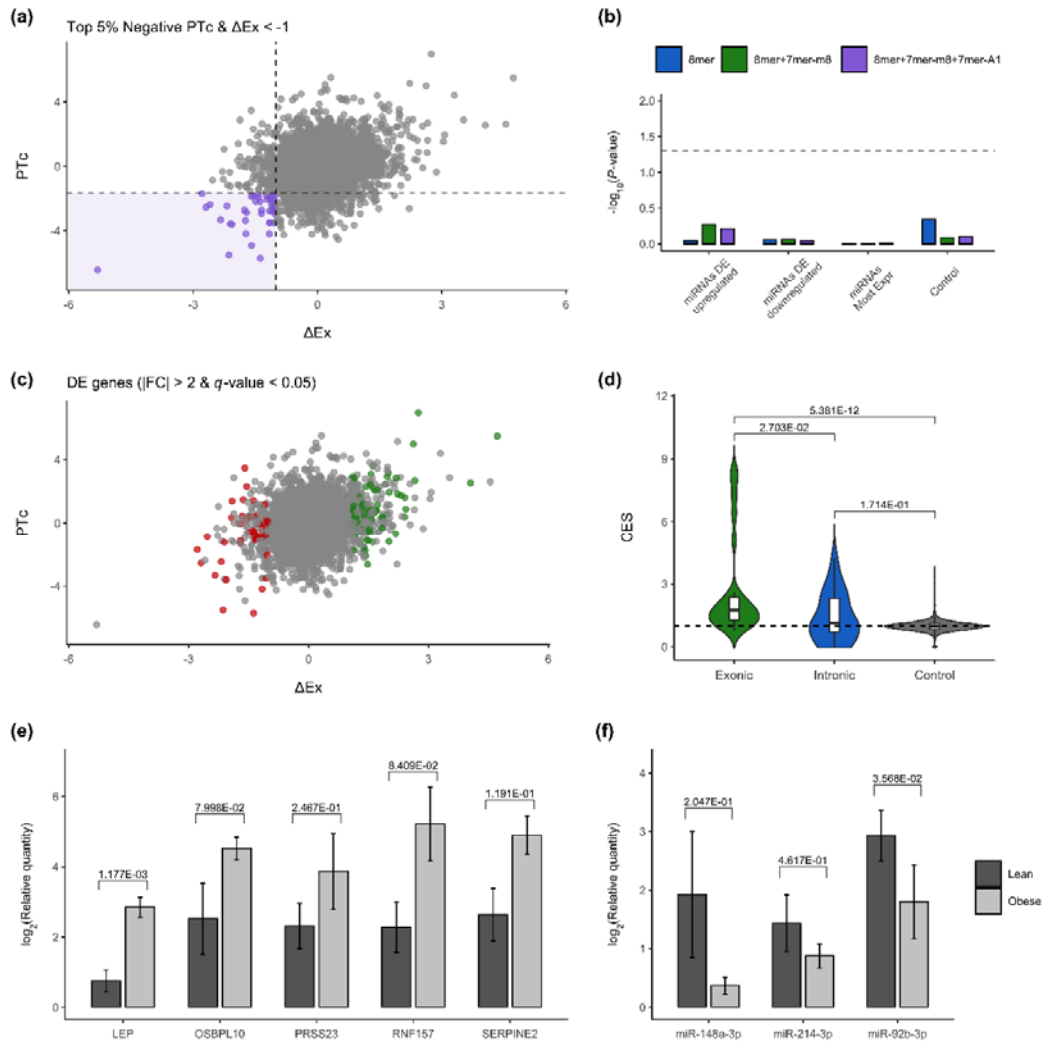 (a)
Top 5% Negative PTc & ΔEx < -1
PTc
4
0
-4
-6
-3
0
3
6
ΔEx
(b)
8mer
8mer+7mer-m8
8mer+7mer-m8+7mer-A1
-log10(P-value)
2.0
1.5
1.0
0.5
0.0
miRNAs DE
upregulated
miRNAs DE
downregulated
miRNAs
Most Expr
Control
(c)
DE genes (|FC| > 2 & q-value < 0.05)
PTc
4
0
-4
-6
-3
0
3
6
ΔEx
(d)
CES
12
9
6
3
0
5.381E-12
2.703E-02
1.714E-01
Exonic
Intronic
Control
(e)
log2(Relative quantity)
6
4
2
0
1.177E-03
7.998E-02
2.467E-01
8.409E-02
1.191E-01
LEP
OSBPL10
PRSS23
RNF157
SERPINE2
(f)
log2(Relative quantity)
4
3
2
1
0
2.047E-01
4.617E-01
3.568E-02
miR-148a-3p
miR-214-3p
miR-92b-3p
Lean
Obese